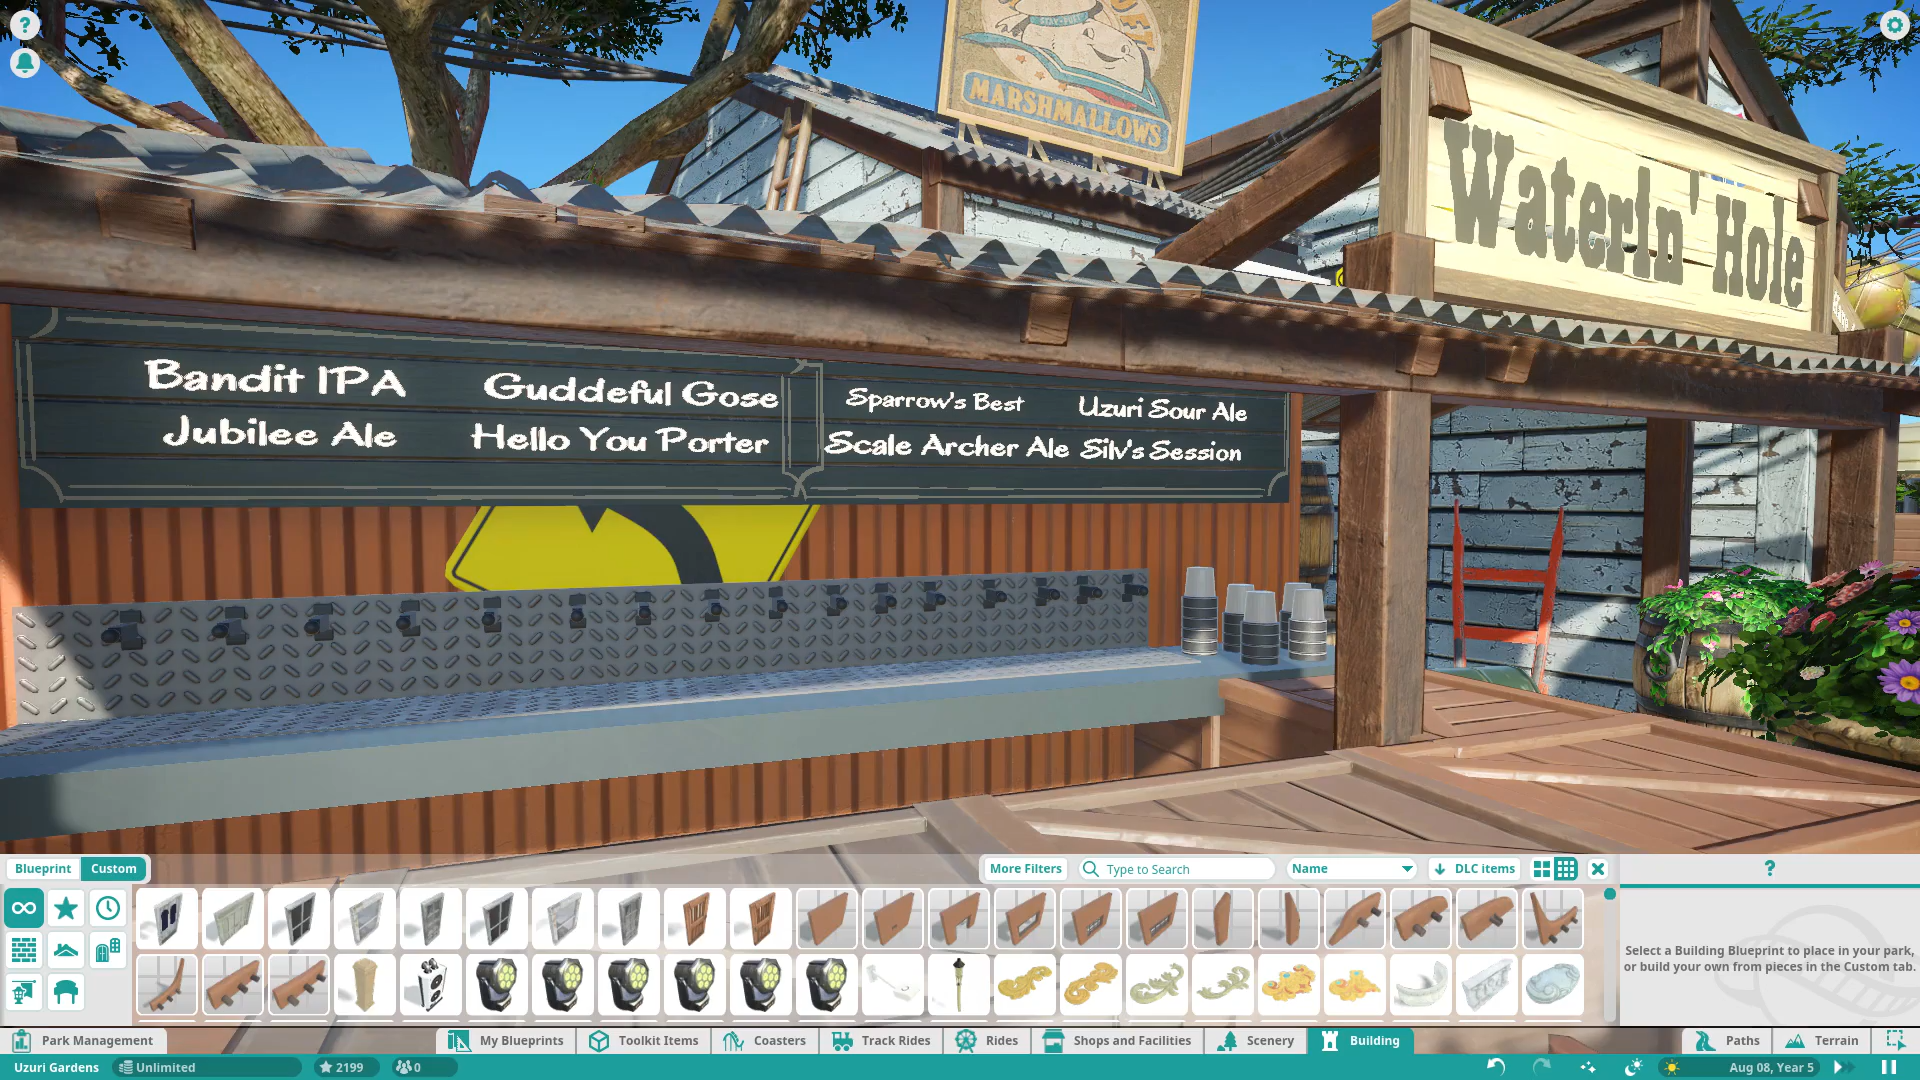 STAY-PUFT
MARSHMALLOWS
Waterin' Hole
Bandit IPA
Guddeful Gose
Sparrow's Best
Uzuri Sour Ale
Jubilee Ale
Hello You Porter
Scale Archer Ale
Silv's Session
Blueprint
Custom
More Filters
Type to Search
Name
DLC items
?
Select a Building Blueprint to place in your park,
or build your own from pieces in the Custom tab.
Park Management
My Blueprints
Toolkit Items
Coasters
Track Rides
Rides
Shops and Facilities
Scenery
Building
Paths
Terrain
Uzuri Gardens
Unlimited
2199
0
Aug 08, Year 5